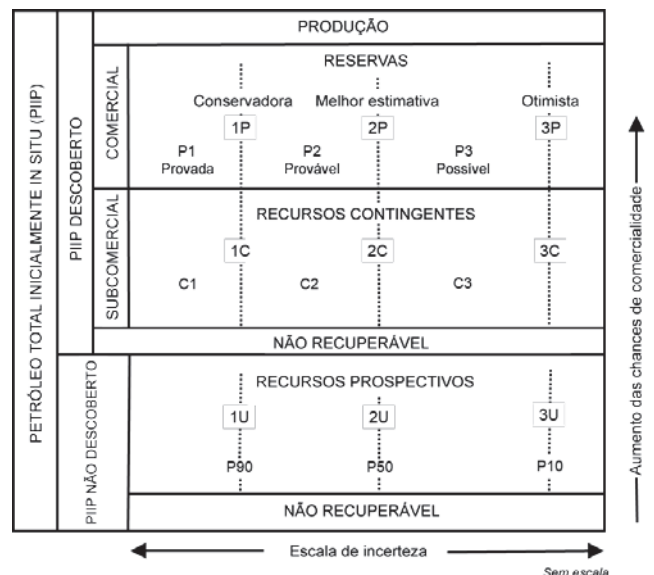 PRODUÇÃO
RESERVAS
Conservadora Melhor estimativa Otimista
1P 2P 3P
P1 P2 P3
Provada Provável Possível
RECURSOS CONTINGENTES
1C 2C 3C
C1 C2 C3
NÃO RECUPERÁVEL
RECURSOS PROSPECTIVOS
1U 2U 3U
P90 P50 P10
NÃO RECUPERÁVEL
PETRÓLEO TOTAL INICIALMENTE IN SITU (PIIP)
PIIP DESCOBERTO
PIIP NÃO DESCOBERTO
COMERCIAL
SUBCOMERCIAL
Aumento das chances de comercialidade
Escala de incerteza
Sem escala